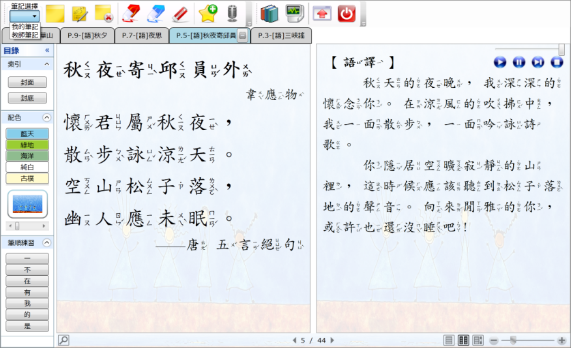 筆記選擇
我的筆記
教師筆記
華山
P.9-[語]秋夕
P.7-[語]夜思
P.5-[語]秋夜寄邱員
P.3-[語]三峽謠
目錄
索引
封面
封底
配色
藍天
綠地
海洋
純白
古樸
筆順練習
一
不
在
有
我
的
是
秋夜寄邱員外
韋應物
懷君屬秋夜,
散步詠涼天。
空山松子落,
幽人應未眠。
——唐 五言絕句
【語譯】
秋天的夜晚,我深深的
懷念你。在涼風的吹拂中,
我一面散步,一面吟詠詩
歌。
你隱居空曠寂靜的山
裡,這時候應該聽到松子落
地的聲音。向來閒雅的你,
或許也還沒睡吧!
5 / 44